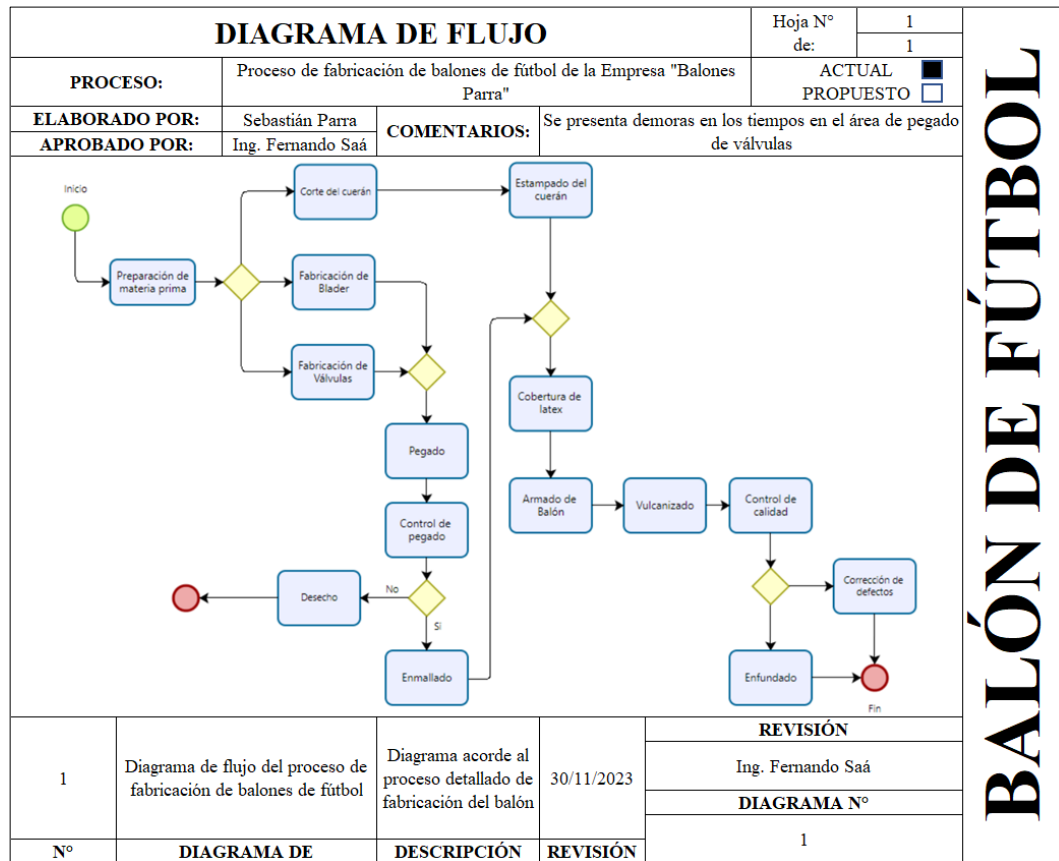 DIAGRAMA DE FLUJO
Hoja N°
1
de:
1
PROCESO:
Proceso de fabricación de balones de fútbol de la Empresa "Balones
Parra"
ACTUAL
PROPUESTO
ELABORADO POR:
Sebastián Parra
COMENTARIOS:
Se presenta demoras en los tiempos en el área de pegado
de válvulas
APROBADO POR:
Ing. Fernando Saá
BALÓN DE FÚTBOL
Inicio
Preparación de
materia prima
Corte del cuerán
Estampado del
cuerán
Fabricación de
Blader
Fabricación de
Válvulas
Pegado
Control de
pegado
No
Si
Desecho
Enmallado
Cobertura de
latex
Armado de
Balón
Vulcanizado
Control de
calidad
Corrección de
defectos
Enfundado
Fin
1
Diagrama de flujo del proceso de
fabricación de balones de fútbol
Diagrama acorde al
proceso detallado de
fabricación del balón
30/11/2023
REVISIÓN
Ing. Fernando Saá
DIAGRAMA N°
1
N°
DIAGRAMA DE
DESCRIPCIÓN
REVISIÓN